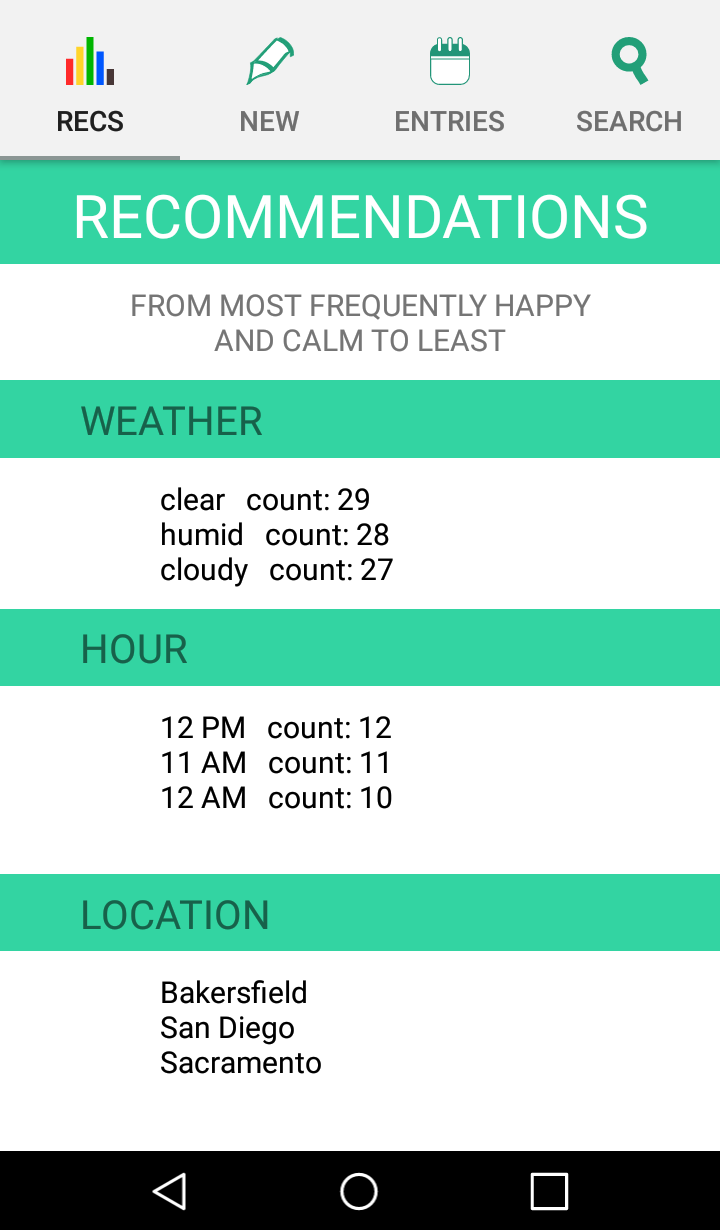 RECS NEW ENTRIES SEARCH
RECOMMENDATIONS
FROM MOST FREQUENTLY HAPPY
AND CALM TO LEAST
WEATHER
clear count: 29
humid count: 28
cloudy count: 27
HOUR
12 PM count: 12
11 AM count: 11
12 AM count: 10
LOCATION
Bakersfield
San Diego
Sacramento